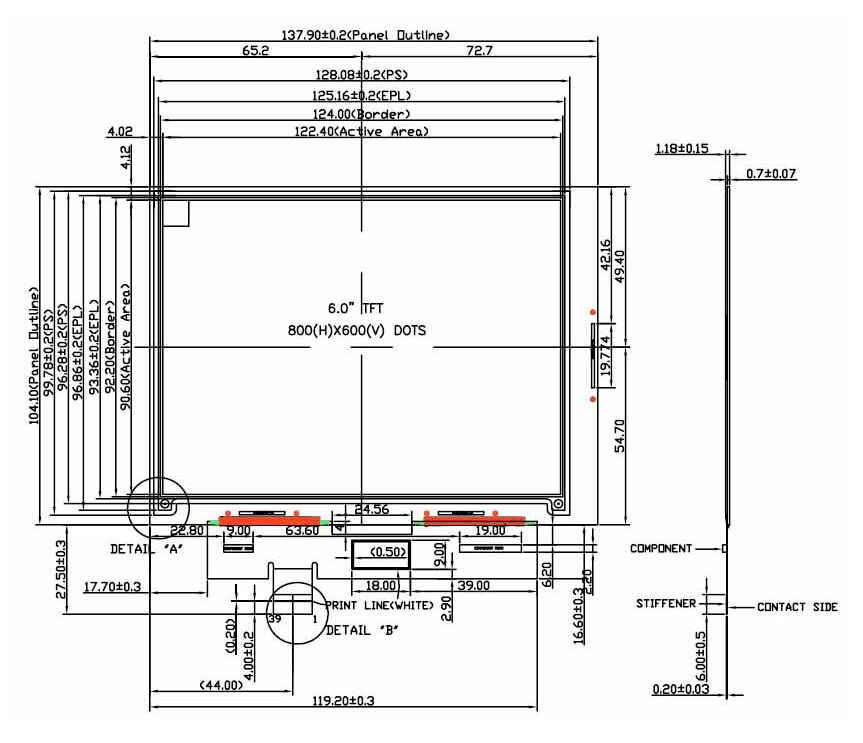 137.90±0.2(Panel Outline)
65.2
72.7
128.08±0.2(PS)
125.16±0.2(EPL)
124.00(Border)
4.02
122.40(Active Area)
4.12
1.18±0.15
0.7±0.07
104.10(Panel Outline)
99.78±0.2(PS)
96.28±0.2(PS)
96.86±0.2(EPL)
93.36±0.2(EPL)
92.20(Border)
90.60(Active Area)
6.0" TFT
800(H)X600(V) DOTS
42.16
49.40
19.774
54.70
24.56
22.80
9.00
63.60
4
19.00
DETAIL "A"
(0.50)
9.00
COMPONENT
27.50±0.3
17.70±0.3
18.00
39.00
6.20
2.20
PRINT LINE(WHITE)
2.90
STIFFENER
CONTACT SIDE
39
1
DETAIL "B"
(0.20)
4.00±0.2
16.60±0.3
6.00±0.5
(44.00)
0.20±0.03
119.20±0.3